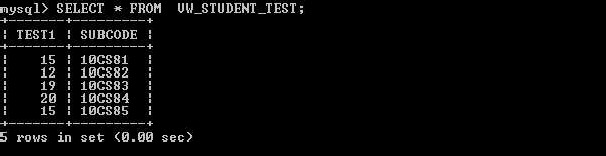 mysql> SELECT * FROM  VW_STUDENT_TEST;
+-------+---------+
| TEST1 | SUBCODE |
+-------+---------+
|    15 | 10CS81  |
|    12 | 10CS82  |
|    19 | 10CS83  |
|    20 | 10CS84  |
|    15 | 10CS85  |
+-------+---------+
5 rows in set (0.00 sec)